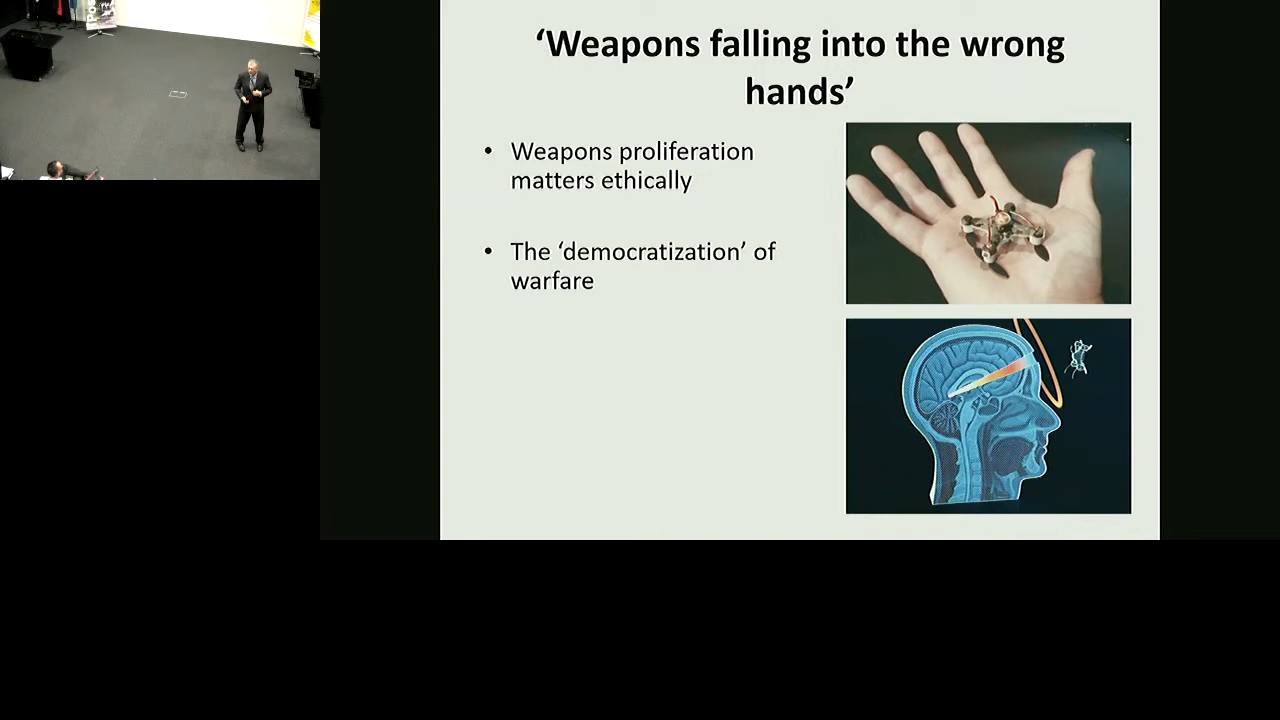 ‘Weapons falling into the wrong
hands’
• Weapons proliferation
matters ethically
• The ‘democratization’ of
warfare